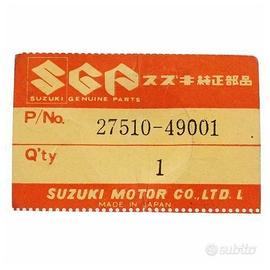 SGP スズキ純正部品
SUZUKI GENUINE PARTS
P/No. 27510-49001
Q'ty 1
SUZUKI MOTOR CO.,LTD. L
MADE IN JAPAN
subito